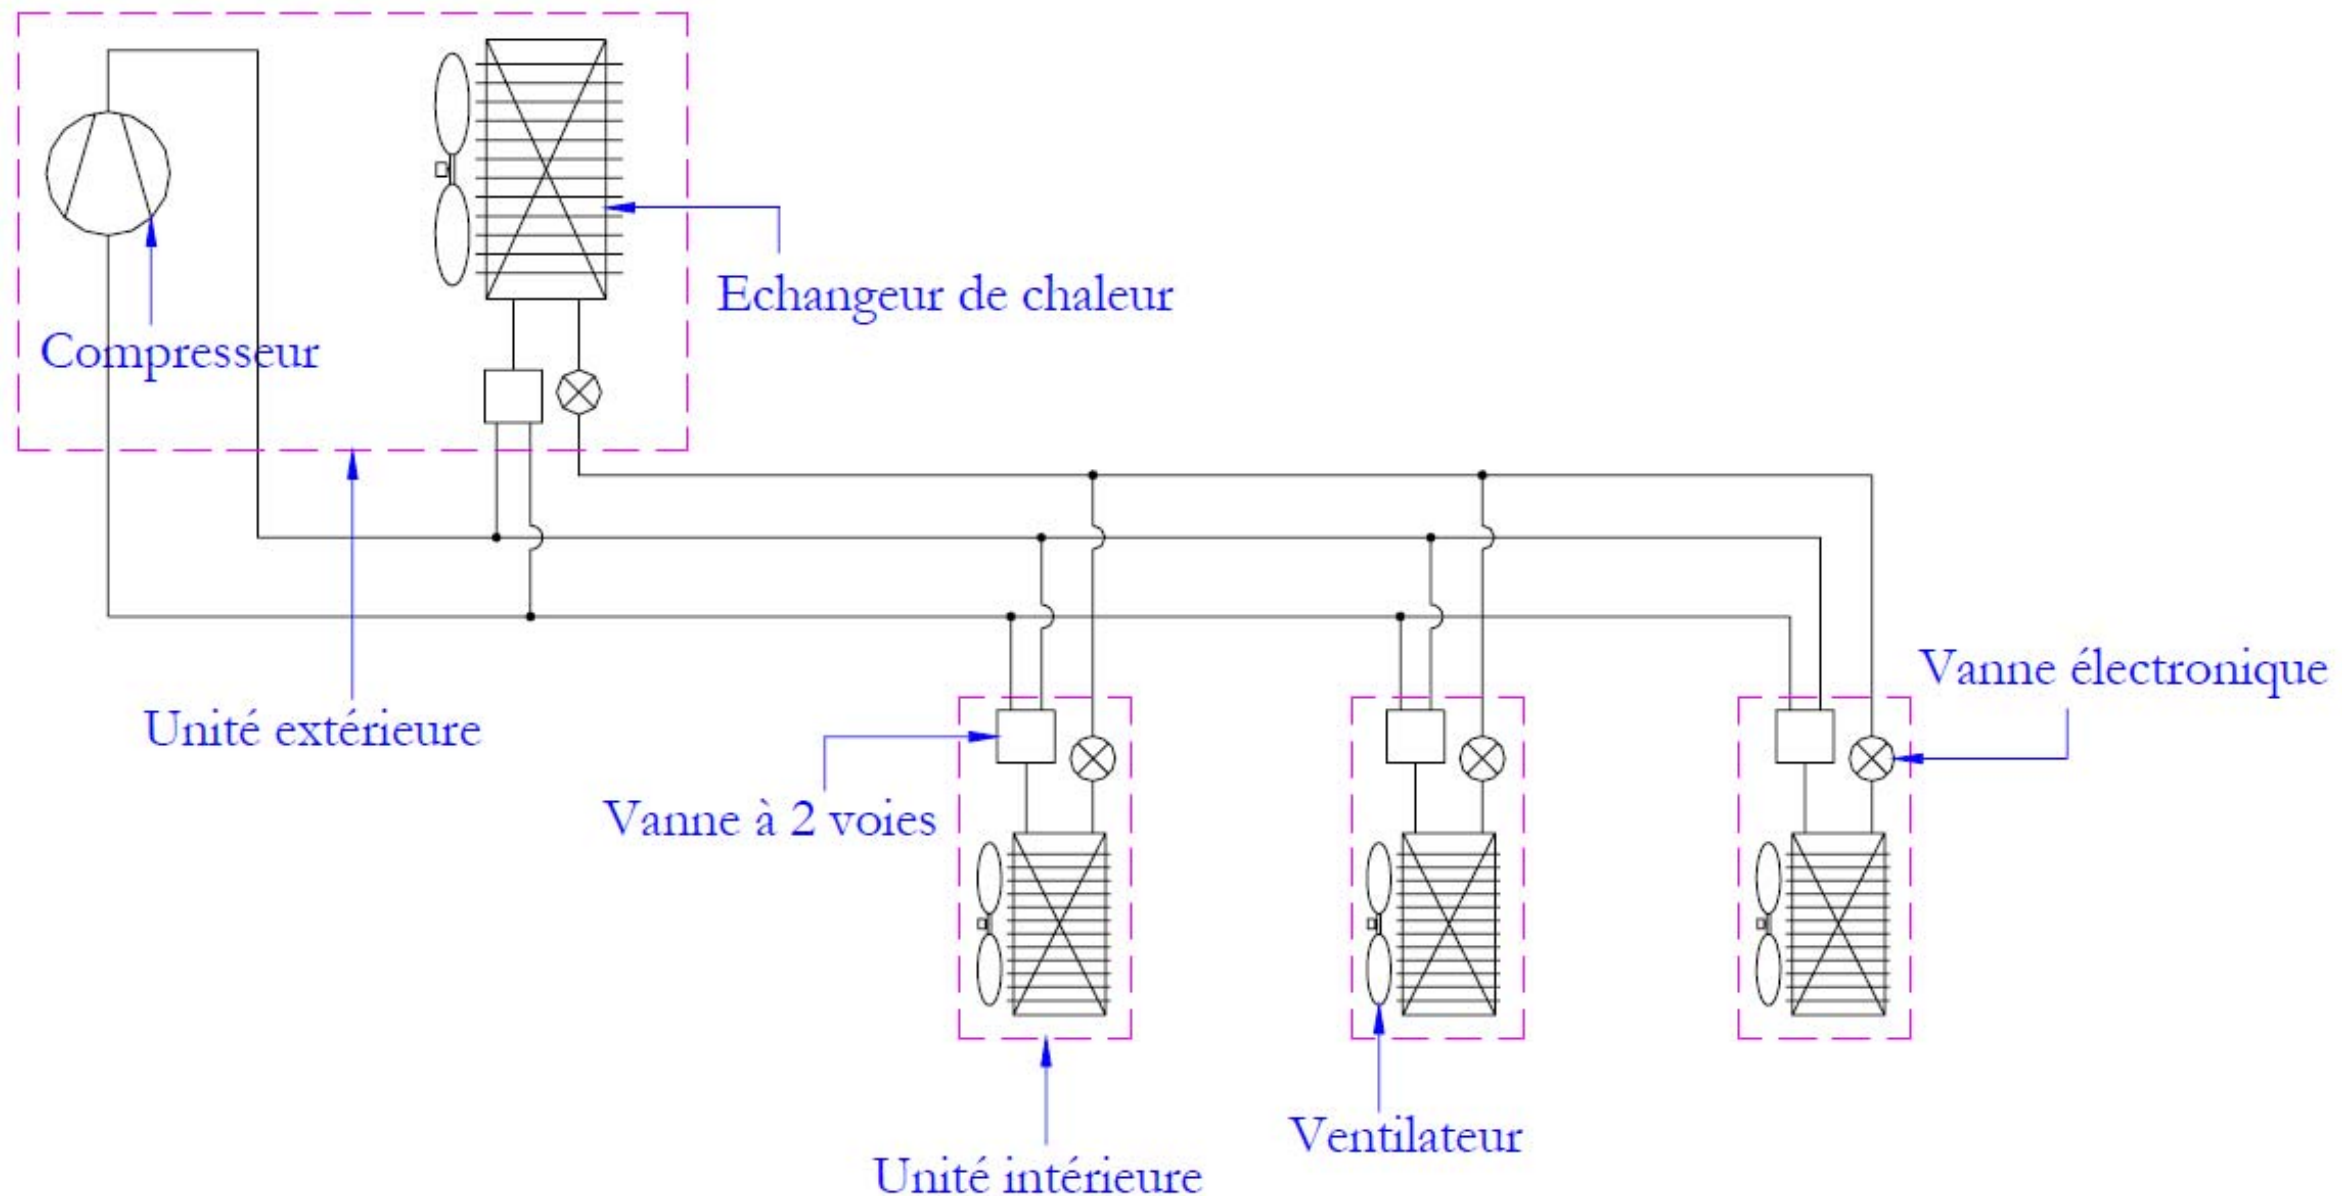 Echangeur de chaleur
Compresseur
Vanne électronique
Unité extérieure
Vanne à 2 voies
Ventilateur
Unité intérieure